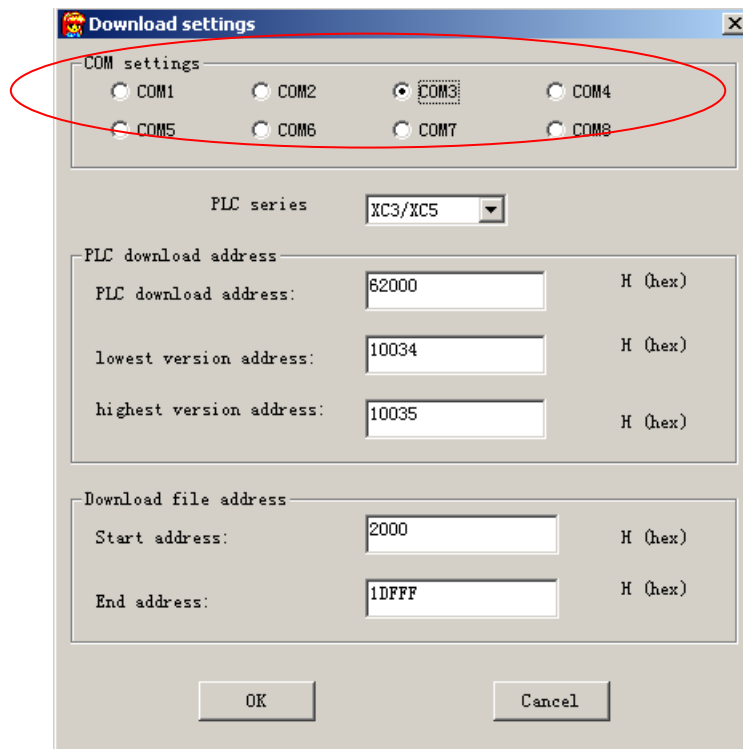 Download settings
COM settings
COM1 COM2 COM3 COM4
COM5 COM6 COM7 COM8
PLC series XC3/XC5
PLC download address
PLC download address: 62000 H (hex)
lowest version address: 10034 H (hex)
highest version address: 10035 H (hex)
Download file address
Start address: 2000 H (hex)
End address: 1DFFF H (hex)
OK Cancel